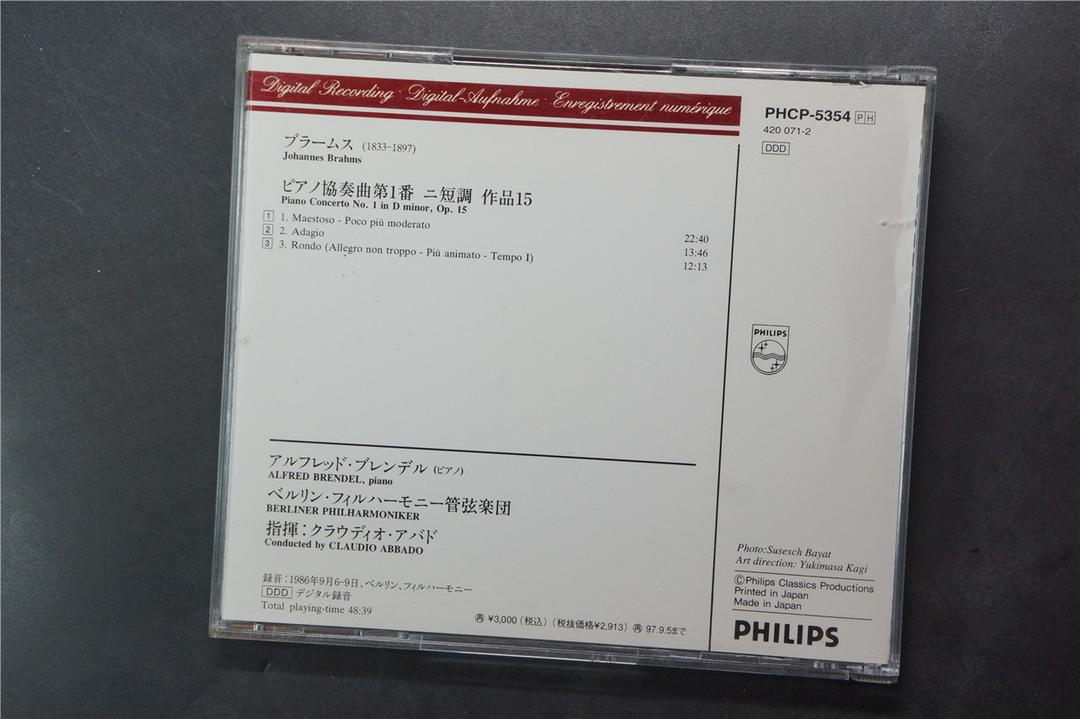 Digital Recording · Digital-Aufnahme · Enregistrement numérique
ブラームス (1833-1897)
Johannes Brahms
ピアノ協奏曲第1番 ニ短調 作品15
Piano Concerto No. 1 in D minor, Op. 15
1 1. Maestoso - Poco più moderato 22:40
2 2. Adagio 13:46
3 3. Rondo (Allegro non troppo - Più animato - Tempo I) 12:13
アルフレッド・ブレンデル (ピアノ)
ALFRED BRENDEL, piano
ベルリン・フィルハーモニー管弦楽団
BERLINER PHILHARMONIKER
指揮:クラウディオ・アバド
Conducted by CLAUDIO ABBADO
録音:1986年9月6-9日、ベルリン、フィルハーモニー
DDD デジタル録音
Total playing-time 48:39
再 ¥3,000 (税込) (税抜価格¥2,913) 再 97.9.5まで
PHCP-5354 PH
420 071-2
DDD
PHILIPS
Photo:Susesch Bayat
Art direction: Yukimasa Kagi
©Philips Classics Productions
Printed in Japan
Made in Japan
PHILIPS